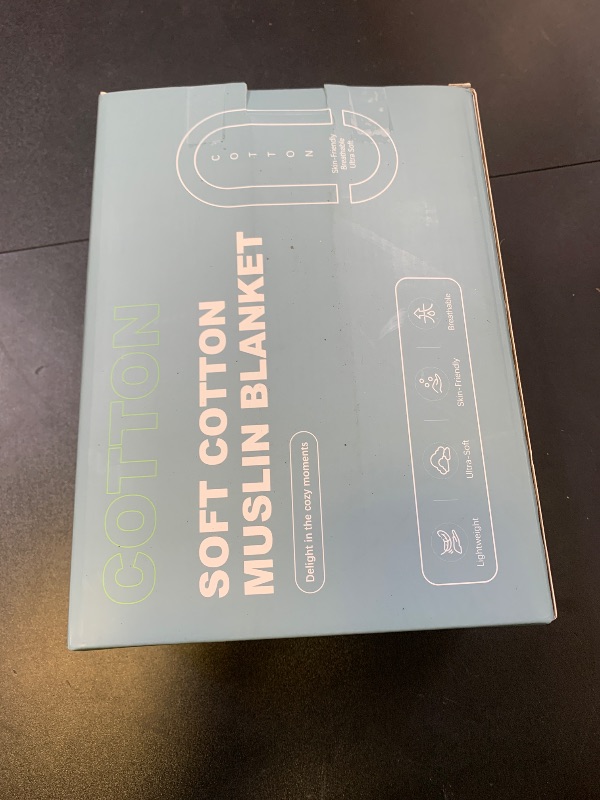 COTTON
SOFT COTTON
MUSLIN BLANKET
Delight in the cozy moments
COTTON
Skin-Friendly
Breathable
Ultra Soft
Lightweight
Ultra-Soft
Skin-Friendly
Breathable